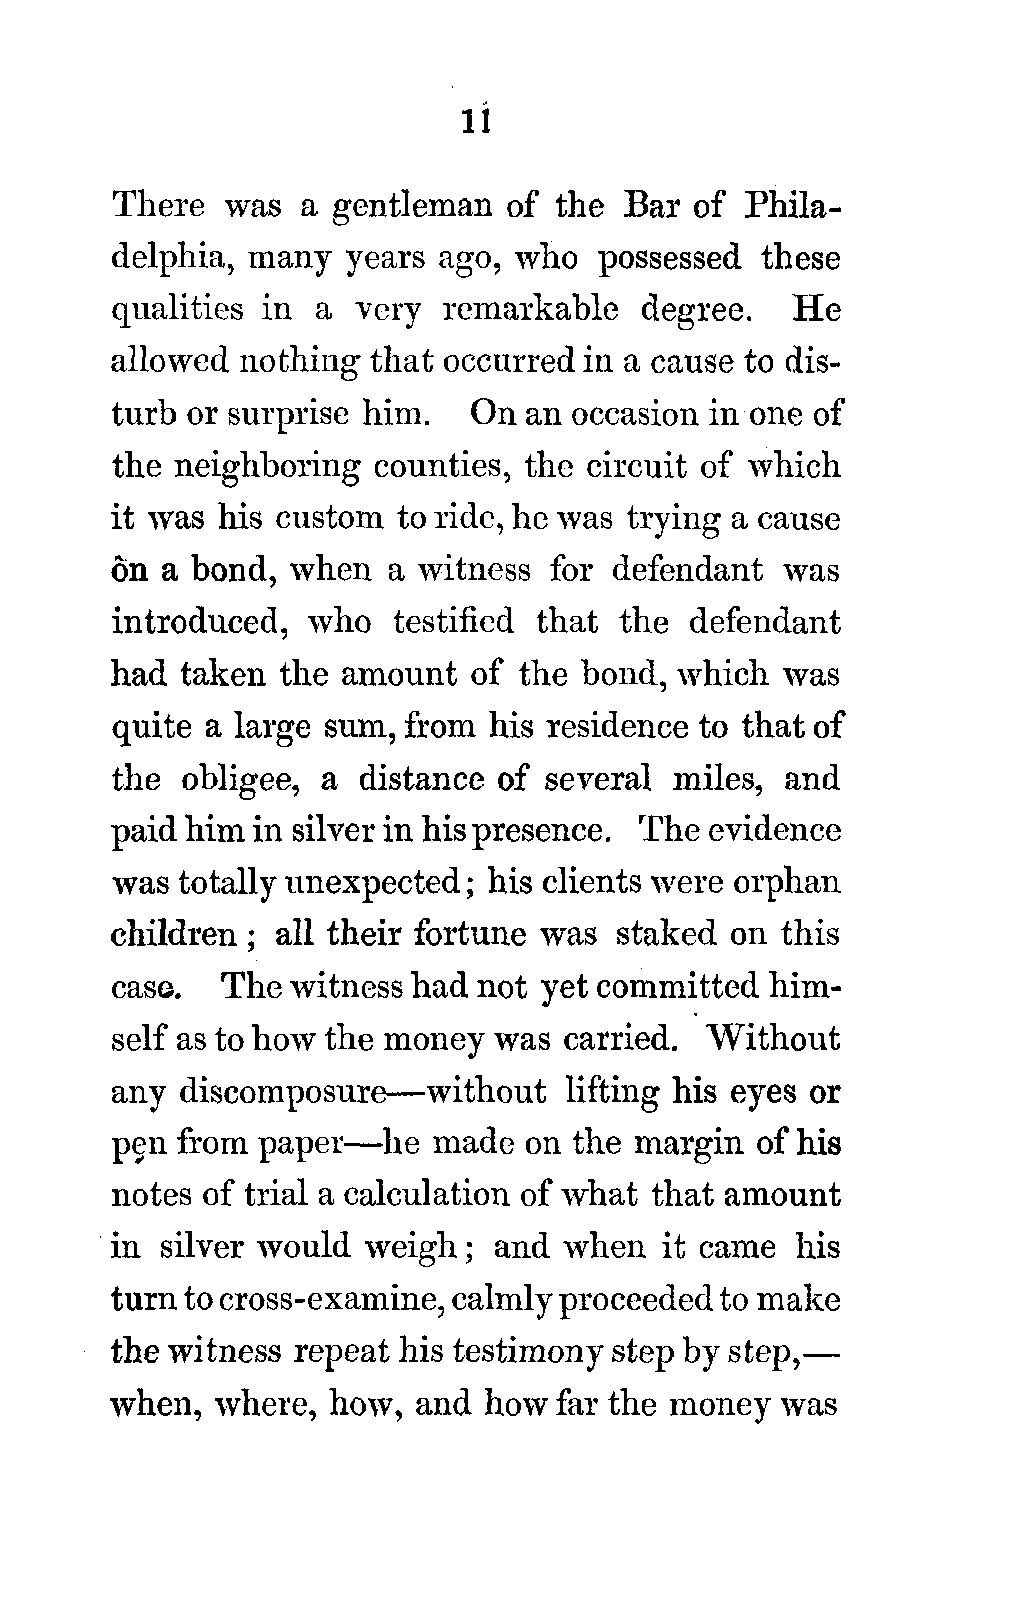 11
There was a gentleman of the Bar of Phila-
delphia, many years ago, who possessed these
qualities in a very remarkable degree. He
allowed nothing that occurred in a cause to dis-
turb or surprise him. On an occasion in one of
the neighboring counties, the circuit of which
it was his custom to ride, he was trying a cause
on a bond, when a witness for defendant was
introduced, who testified that the defendant
had taken the amount of the bond, which was
quite a large sum, from his residence to that of
the obligee, a distance of several miles, and
paid him in silver in his presence. The evidence
was totally unexpected; his clients were orphan
children; all their fortune was staked on this
case. The witness had not yet committed him-
self as to how the money was carried. Without
any discomposure—without lifting his eyes or
pen from paper—he made on the margin of his
notes of trial a calculation of what that amount
in silver would weigh; and when it came his
turn to cross-examine, calmly proceeded to make
the witness repeat his testimony step by step,—
when, where, how, and how far the money was